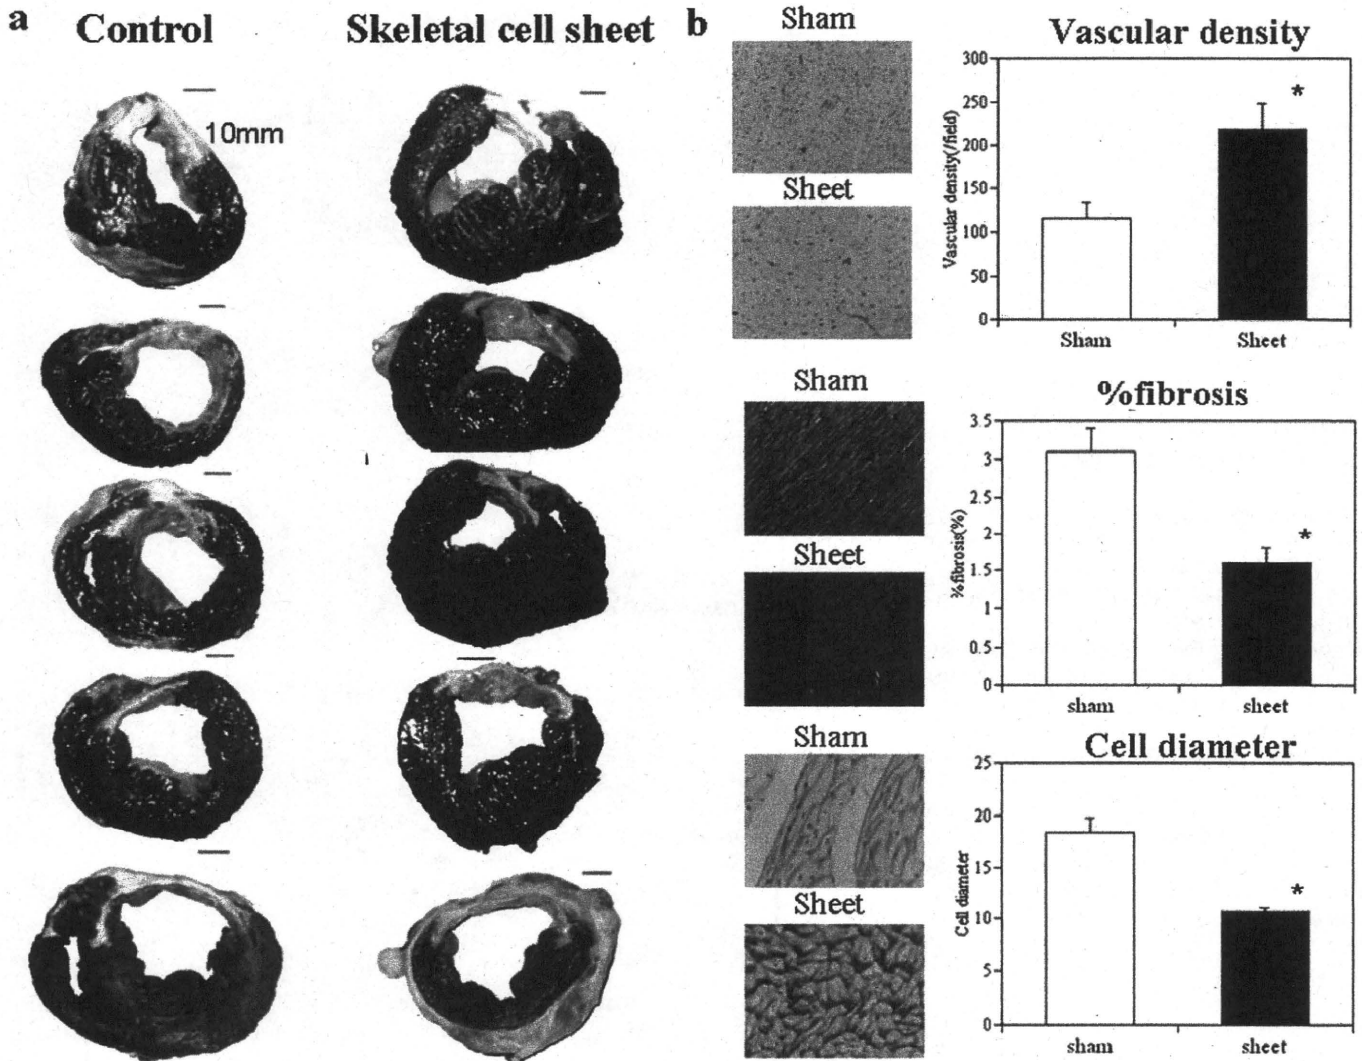 a
Control
Skeletal cell sheet
10mm
b
Sham
Sheet
Vascular density
Vascular density(/field)
300
250
200
150
100
50
0
*
Sham
Sheet
Sham
Sheet
%fibrosis
%fibrosis(%)
3.5
3
2.5
2
1.5
1
0.5
0
*
sham
sheet
Sham
Sheet
Cell diameter
Cell diameter
25
20
15
10
5
0
*
sham
sheet